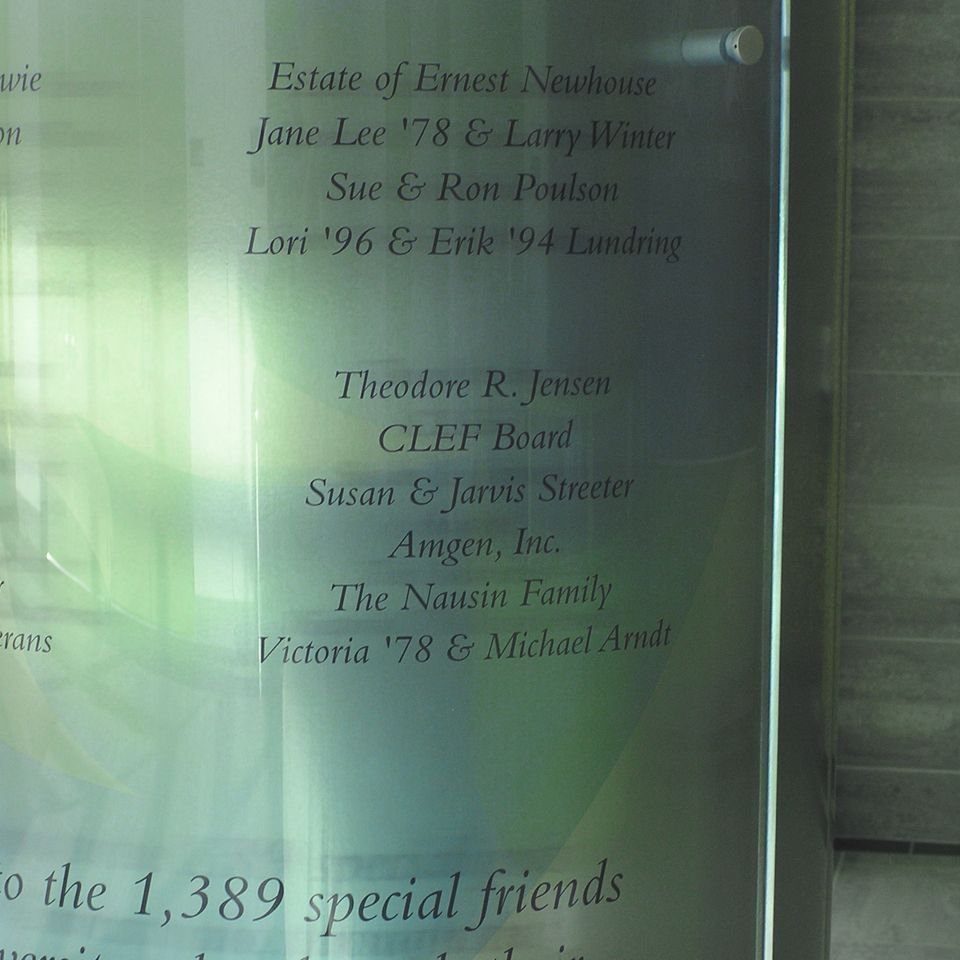 Estate of Ernest Newhouse
Jane Lee '78 & Larry Winter
Sue & Ron Poulson
Lori '96 & Erik '94 Lundring
Theodore R. Jensen
CLEF Board
Susan & Jarvis Streeter
Amgen, Inc.
The Nausin Family
Victoria '78 & Michael Arndt
to the 1,389 special friends